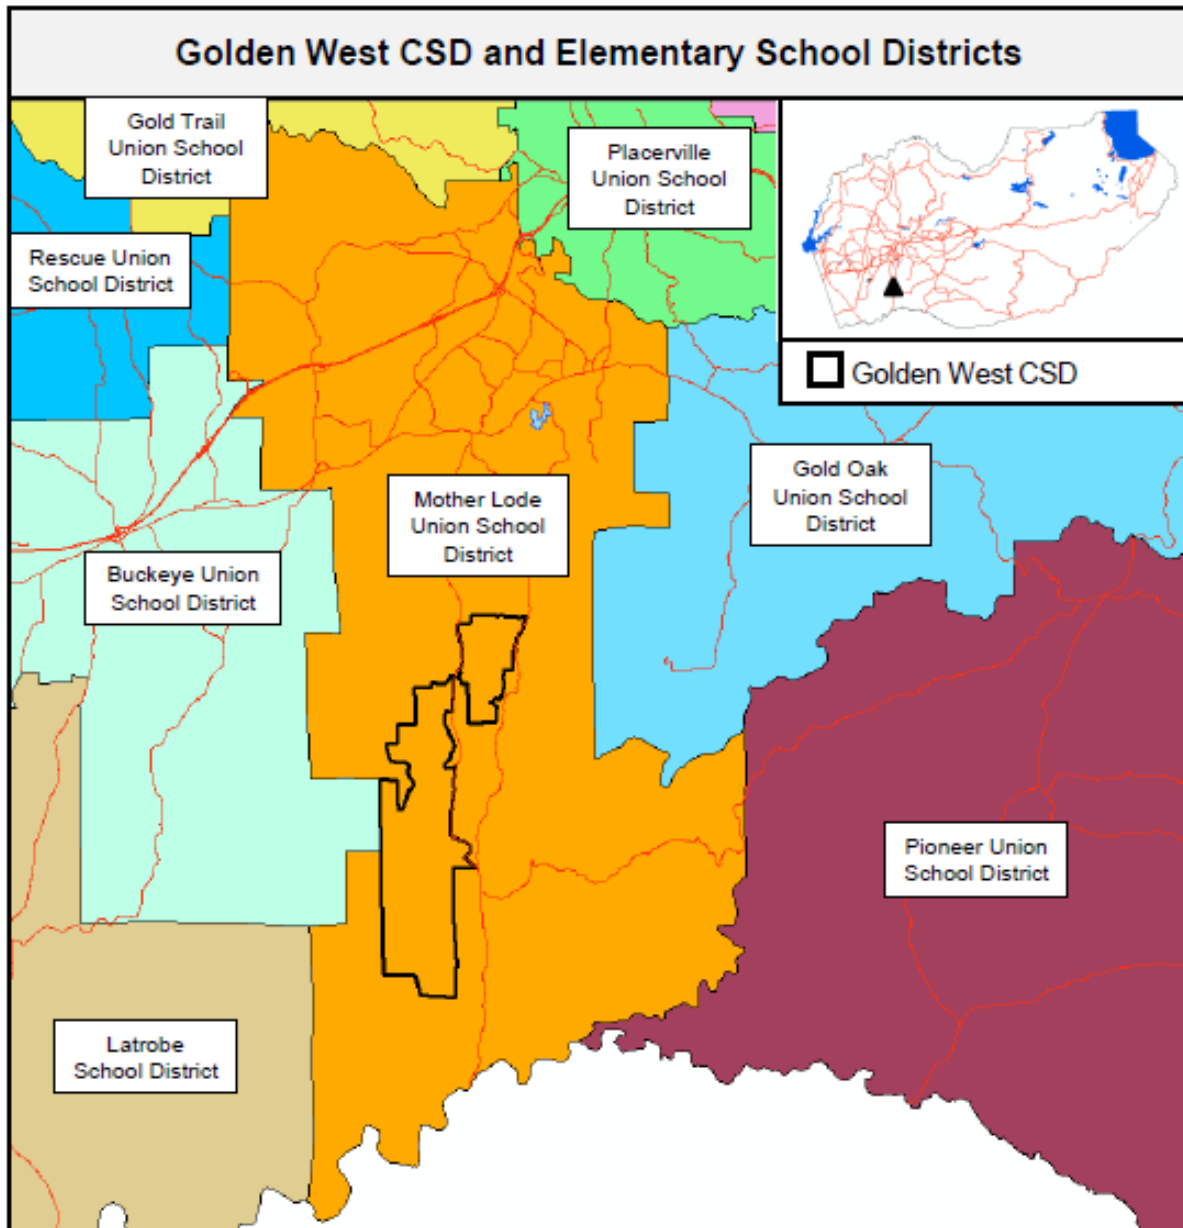 Golden West CSD and Elementary School Districts
Gold Trail
Union School
District
Placerville
Union School
District
Rescue Union
School District
Golden West CSD
Mother Lode
Union School
District
Gold Oak
Union School
District
Buckeye Union
School District
Pioneer Union
School District
Latrobe
School District